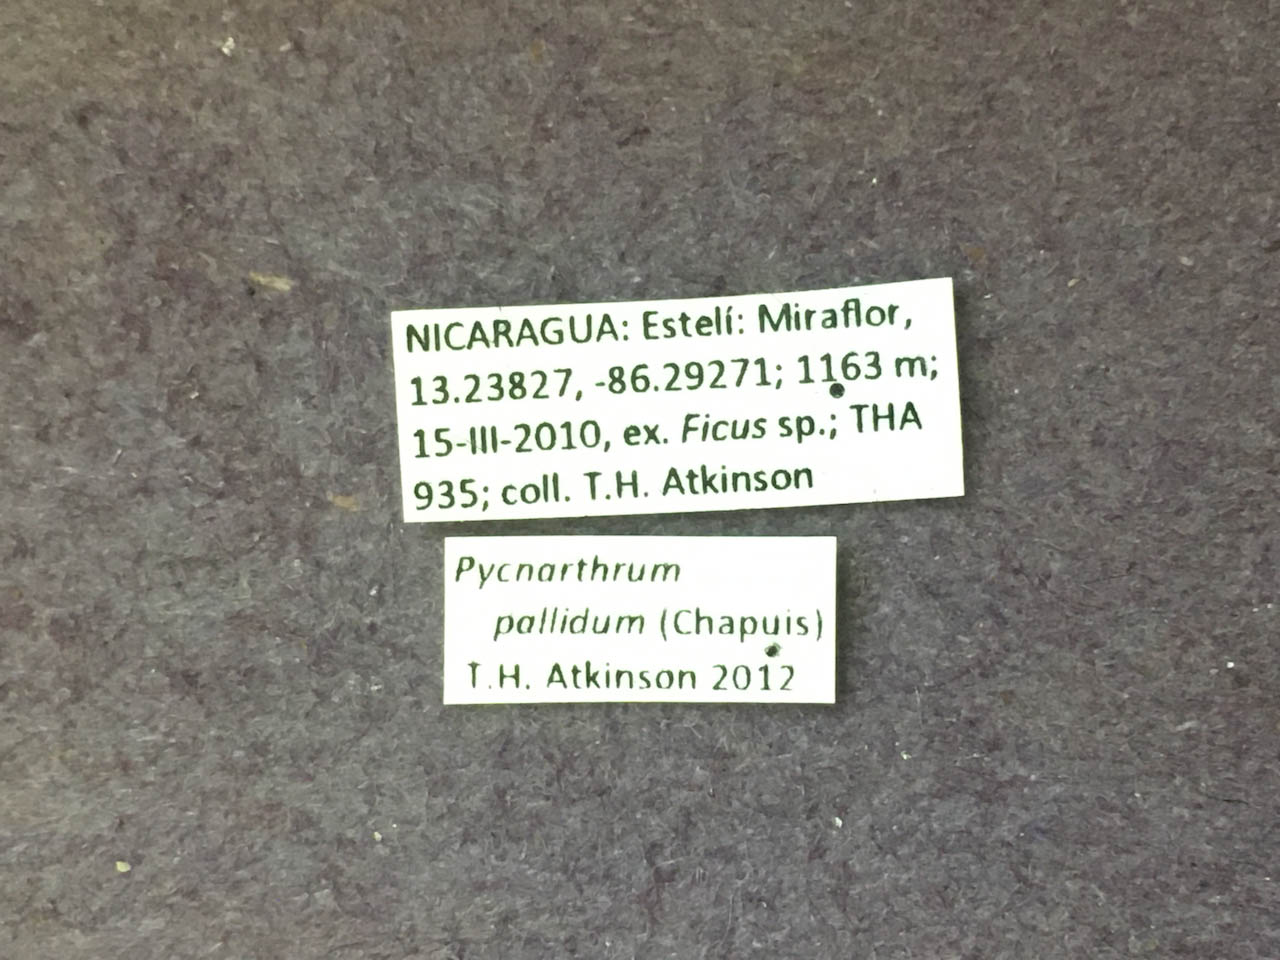 NICARAGUA: Estelí: Miraflor,
13.23827, -86.29271; 1163 m;
15-III-2010, ex. Ficus sp.; THA
935; coll. T.H. Atkinson
Pycnarthrum
pallidum (Chapuis)
T.H. Atkinson 2012